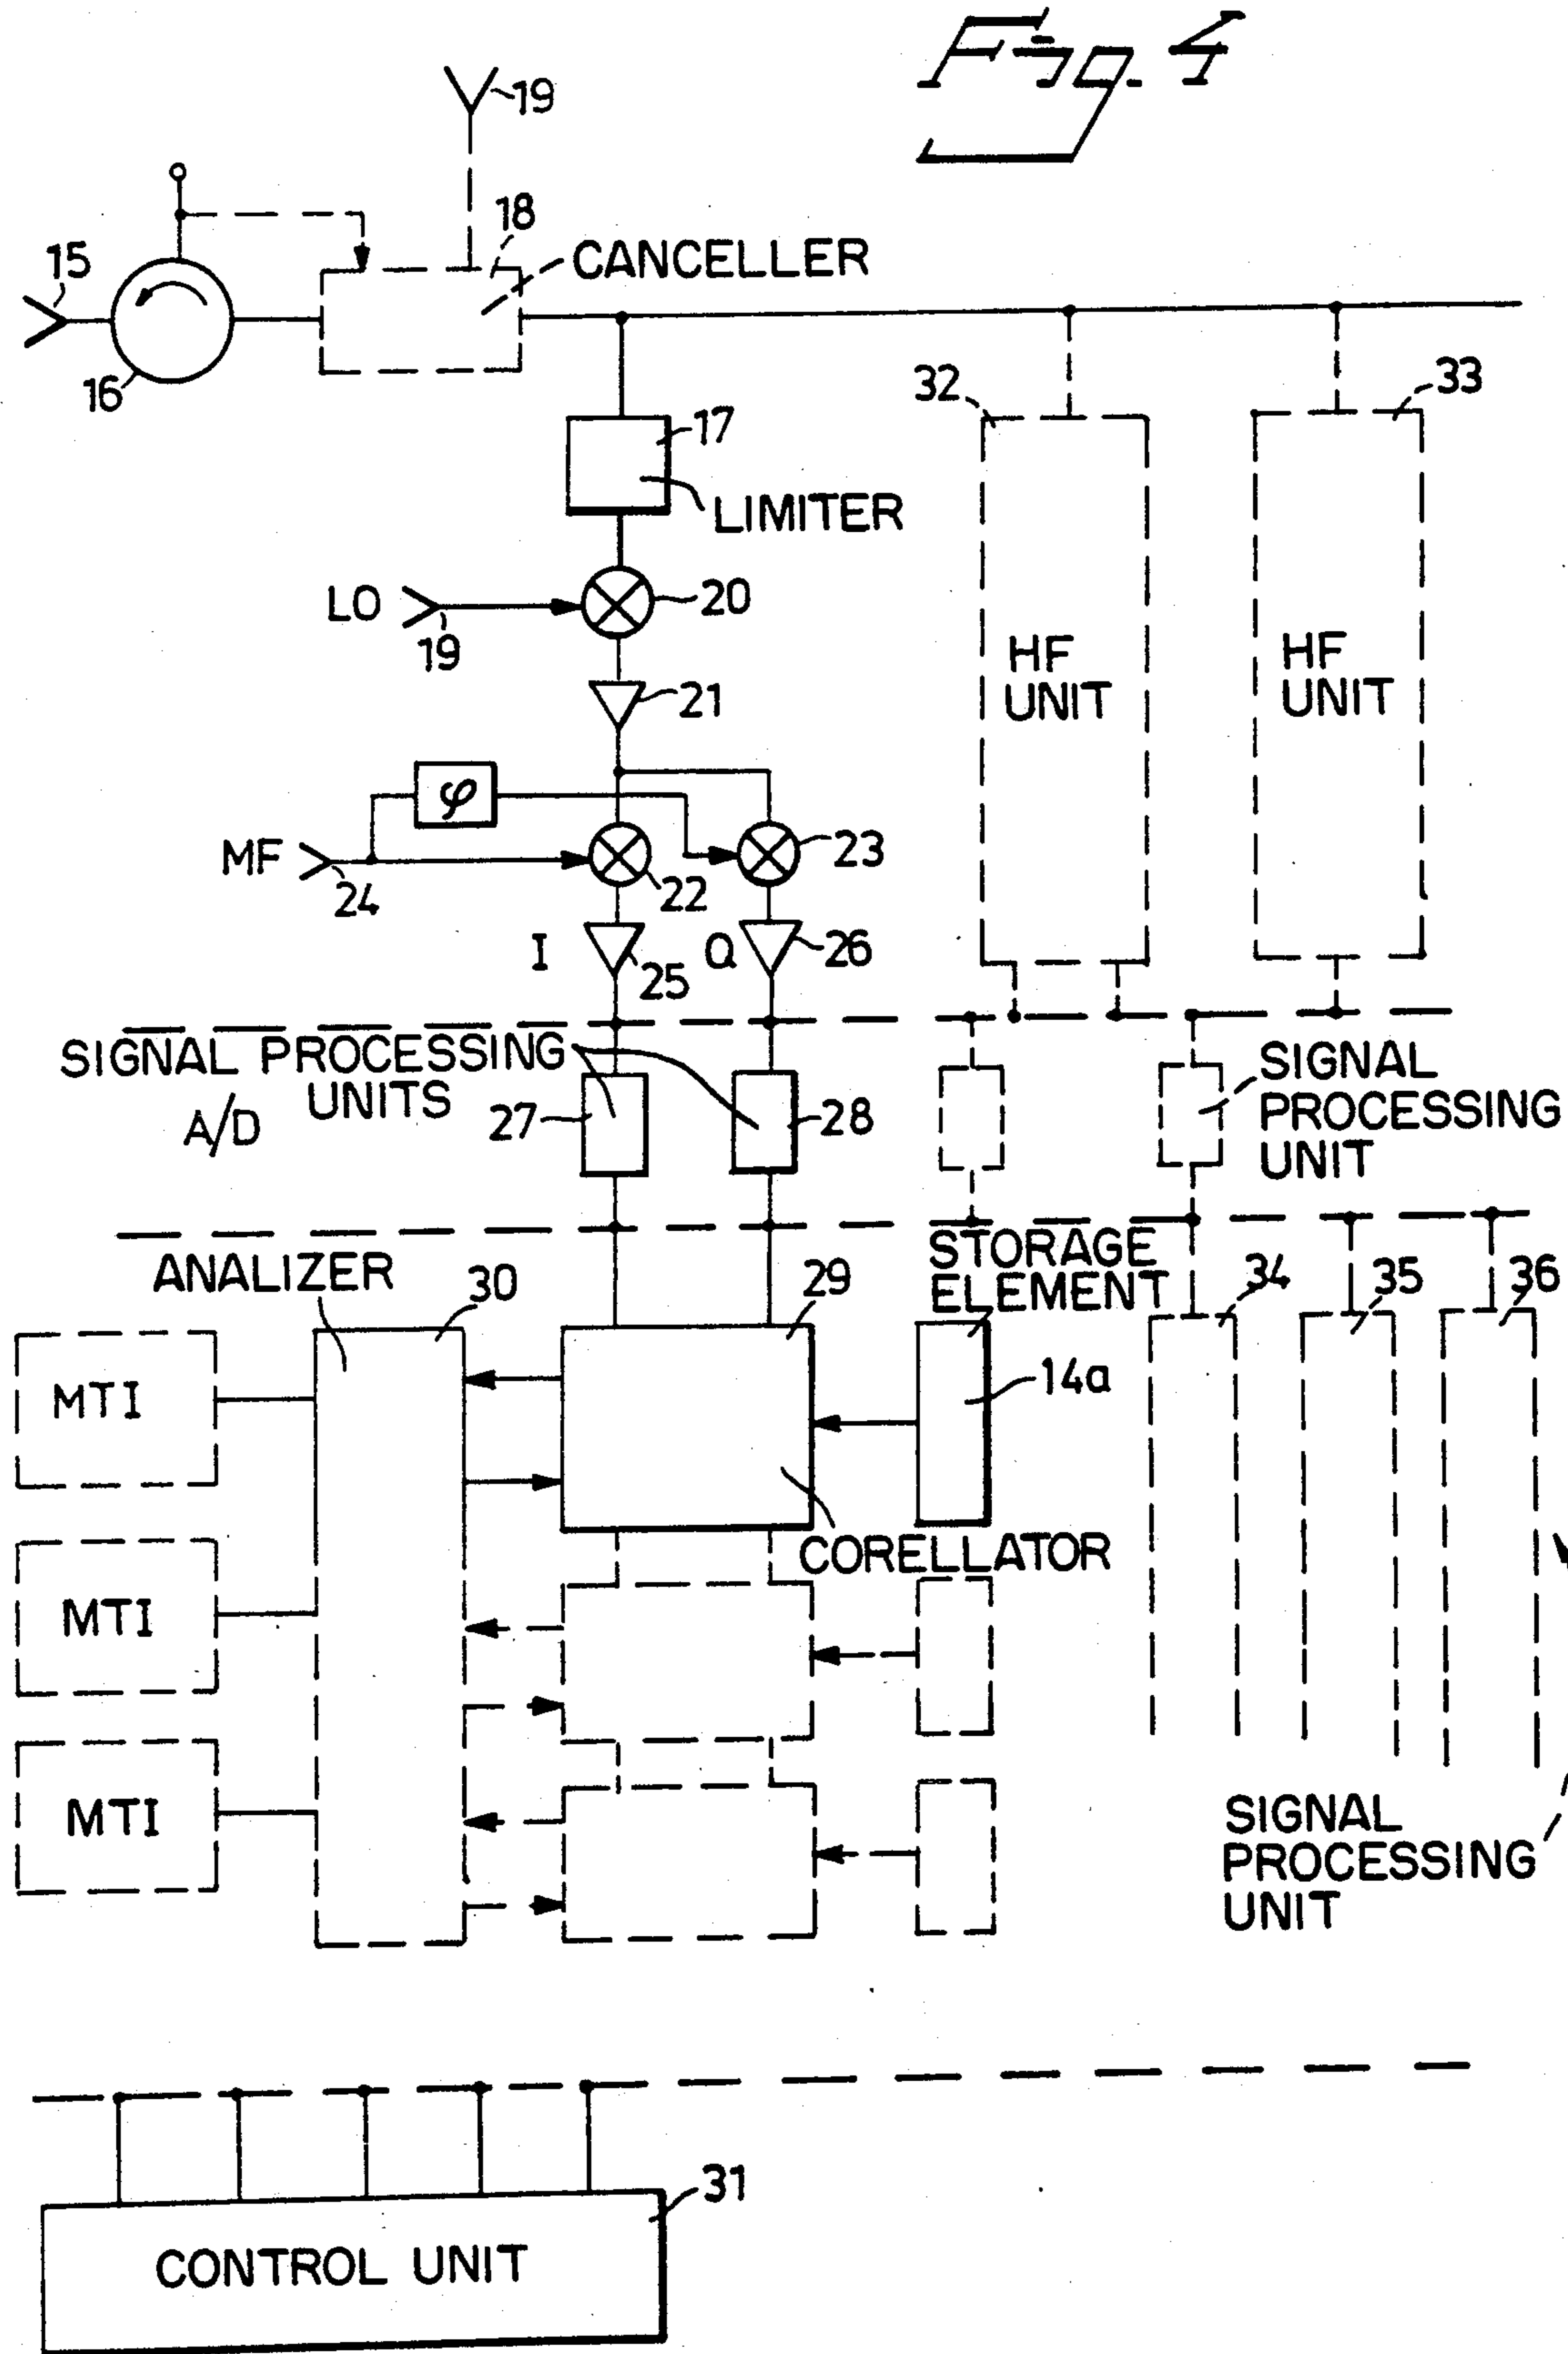 Fig. 4
19
18
CANCELLER
15
16
32
33
17
LIMITER
LO
19
20
HF
UNIT
HF
UNIT
21
φ
MF
24
22
23
I
25
Q
26
SIGNAL PROCESSING
UNITS
A/D
27
28
SIGNAL
PROCESSING
UNIT
ANALIZER
30
29
STORAGE
ELEMENT
34
35
36
MTI
14a
CORELLATOR
MTI
MTI
SIGNAL
PROCESSING
UNIT
31
CONTROL UNIT